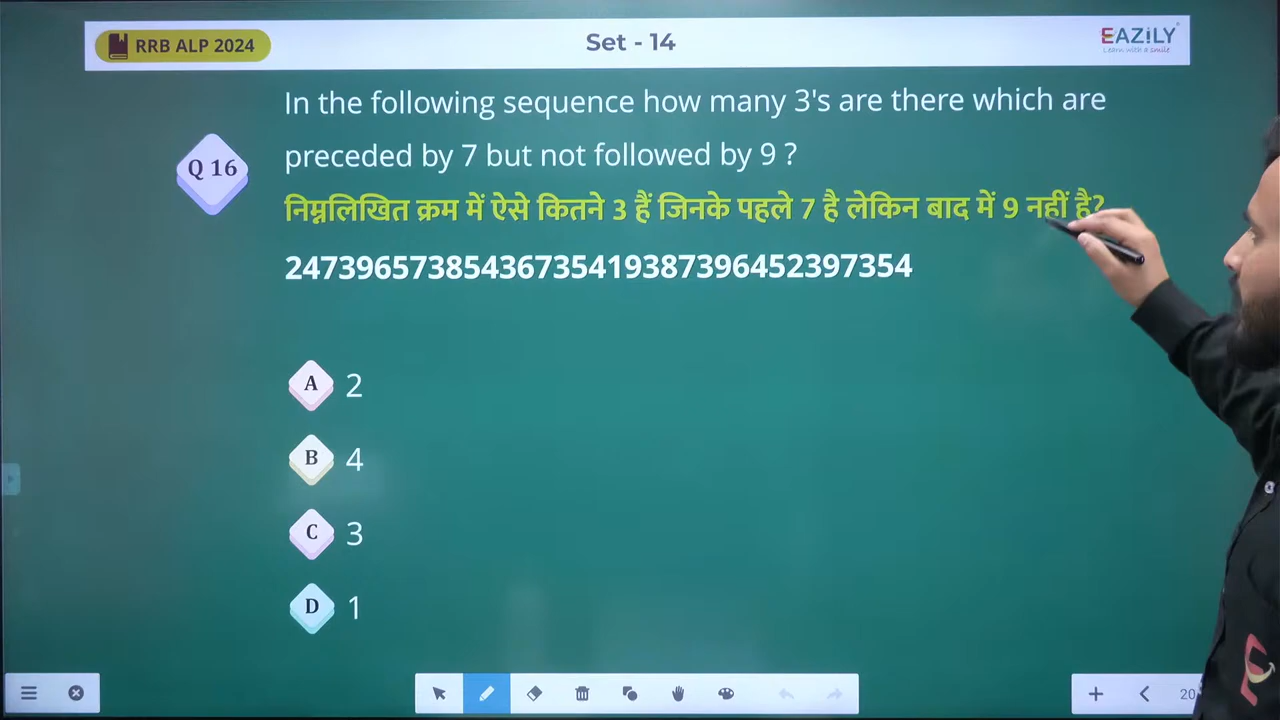 RRB ALP 2024
Set - 14
EAZILY
Learn with a smile
Q 16
In the following sequence how many 3's are there which are
preceded by 7 but not followed by 9 ?
निम्नलिखित क्रम में ऐसे कितने 3 हैं जिनके पहले 7 है लेकिन बाद में 9 नहीं है?
24739657385436735419387396452397354
A 2
B 4
C 3
D 1
20